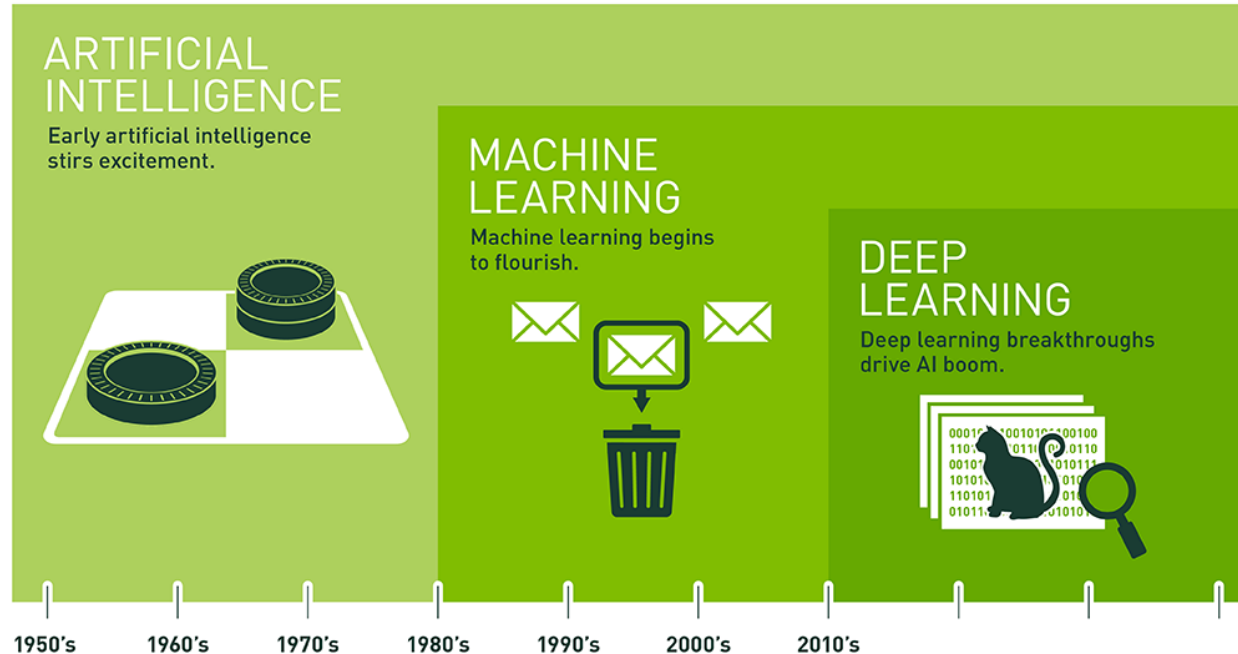 ARTIFICIAL
INTELLIGENCE
Early artificial intelligence
stirs excitement.
MACHINE
LEARNING
Machine learning begins
to flourish.
DEEP
LEARNING
Deep learning breakthroughs
drive AI boom.
1950's
1960's
1970's
1980's
1990's
2000's
2010's